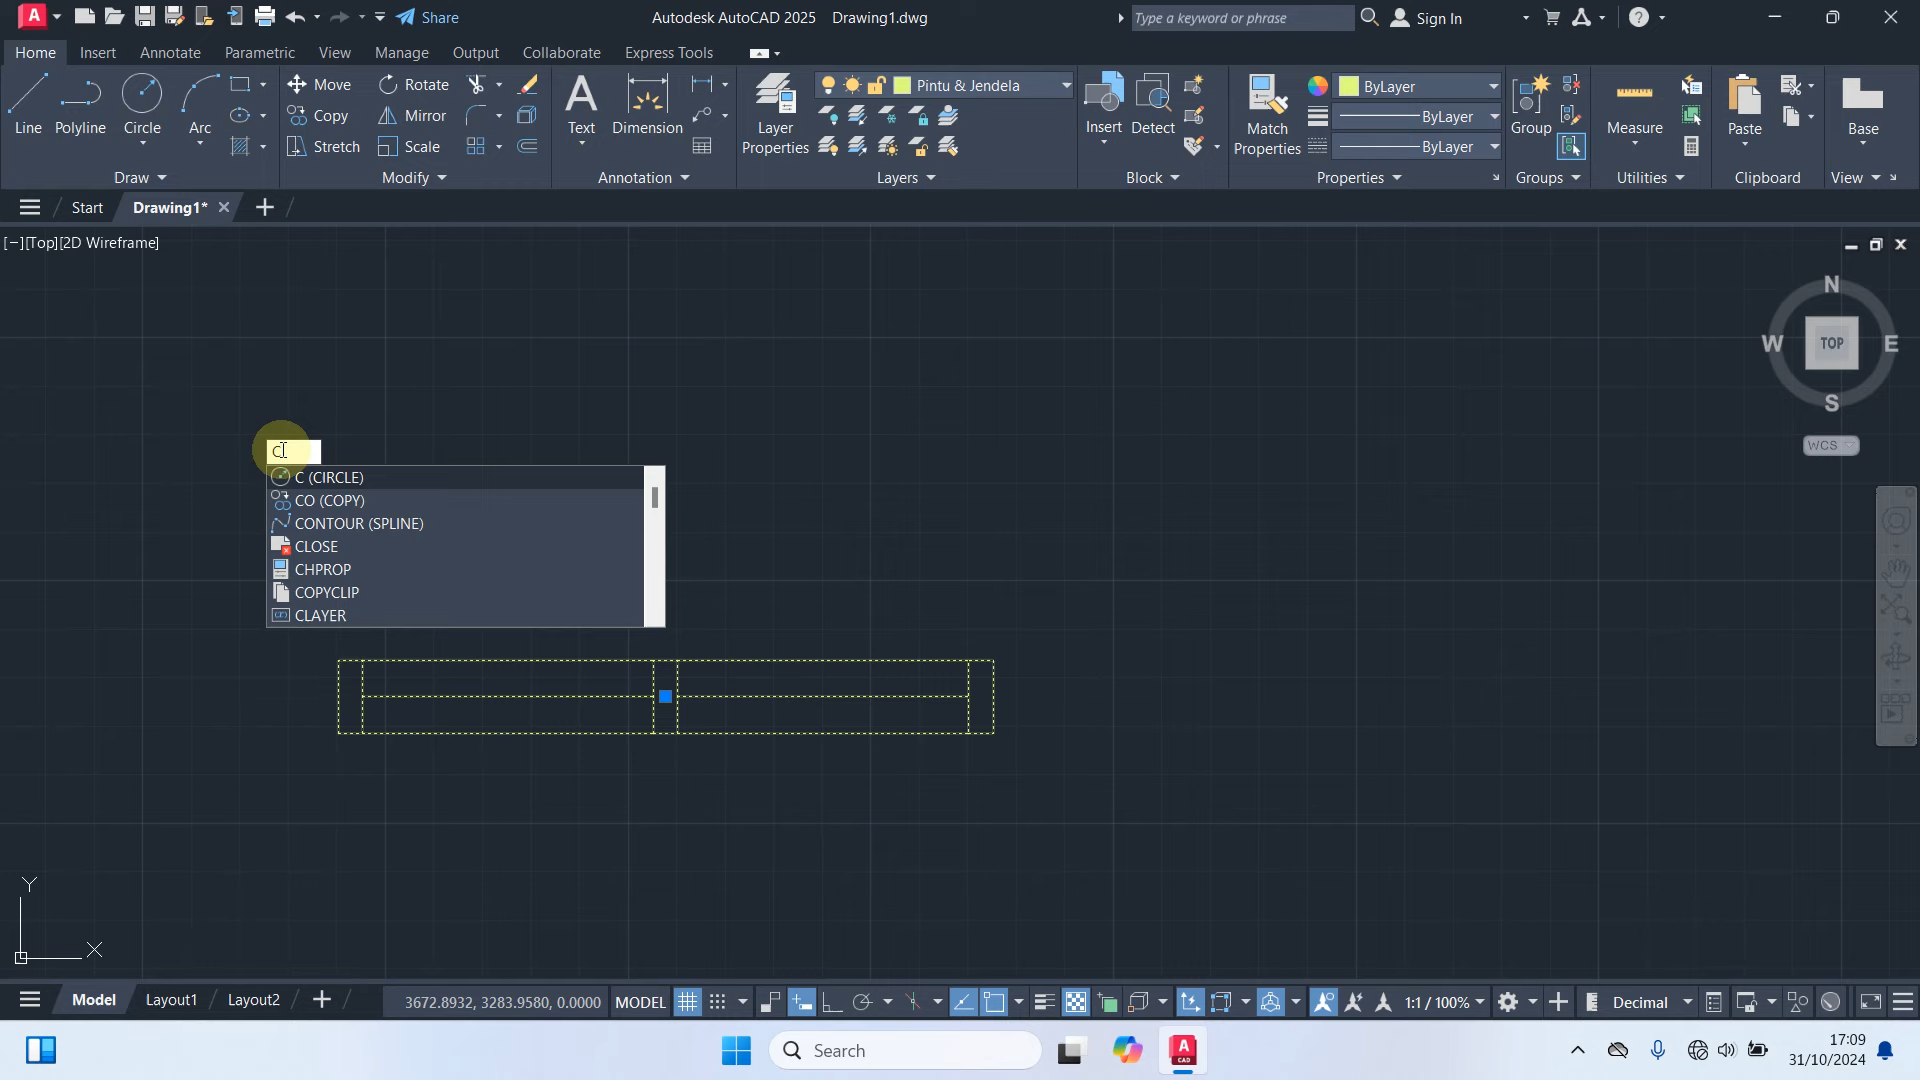 A Share Autodesk AutoCAD 2025 Drawing1.dwg Type a keyword or phrase Sign In ?
Home Insert Annotate Parametric View Manage Output Collaborate Express Tools
Line Polyline Circle Arc
Move Rotate
Copy Mirror
Stretch Scale
A Text Dimension
Layer Properties
Pintu & Jendela
Insert Detect
Match Properties
ByLayer
ByLayer
ByLayer
Group Measure Paste Base
Draw Modify Annotation Layers Block Properties Groups Utilities Clipboard View
Start Drawing1*
[−][Top][2D Wireframe]
N
W TOP E
S
WCS
C
C (CIRCLE)
CO (COPY)
CONTOUR (SPLINE)
CLOSE
CHPROP
COPYCLIP
CLAYER
Y
X
Model Layout1 Layout2 3672.8932, 3283.9580, 0.0000 MODEL 1:1 / 100% Decimal
Search A CAD
17:09
31/10/2024